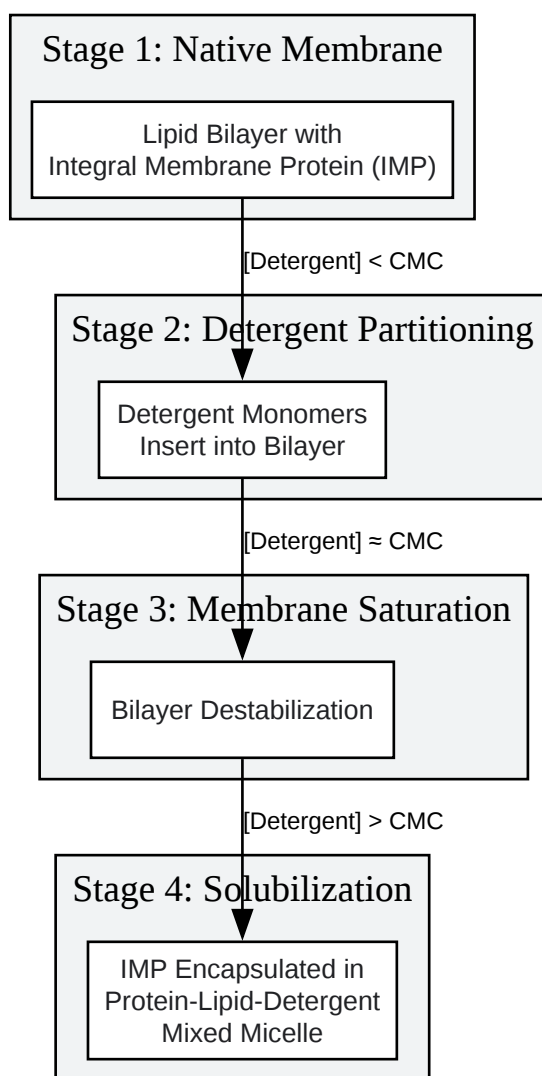 Stage 1: Native Membrane
Lipid Bilayer with
Integral Membrane Protein (IMP)
[Detergent] < CMC
Stage 2: Detergent Partitioning
Detergent Monomers
Insert into Bilayer
[Detergent] ≈ CMC
Stage 3: Membrane Saturation
Bilayer Destabilization
[Detergent] > CMC
Stage 4: Solubilization
IMP Encapsulated in
Protein-Lipid-Detergent
Mixed Micelle